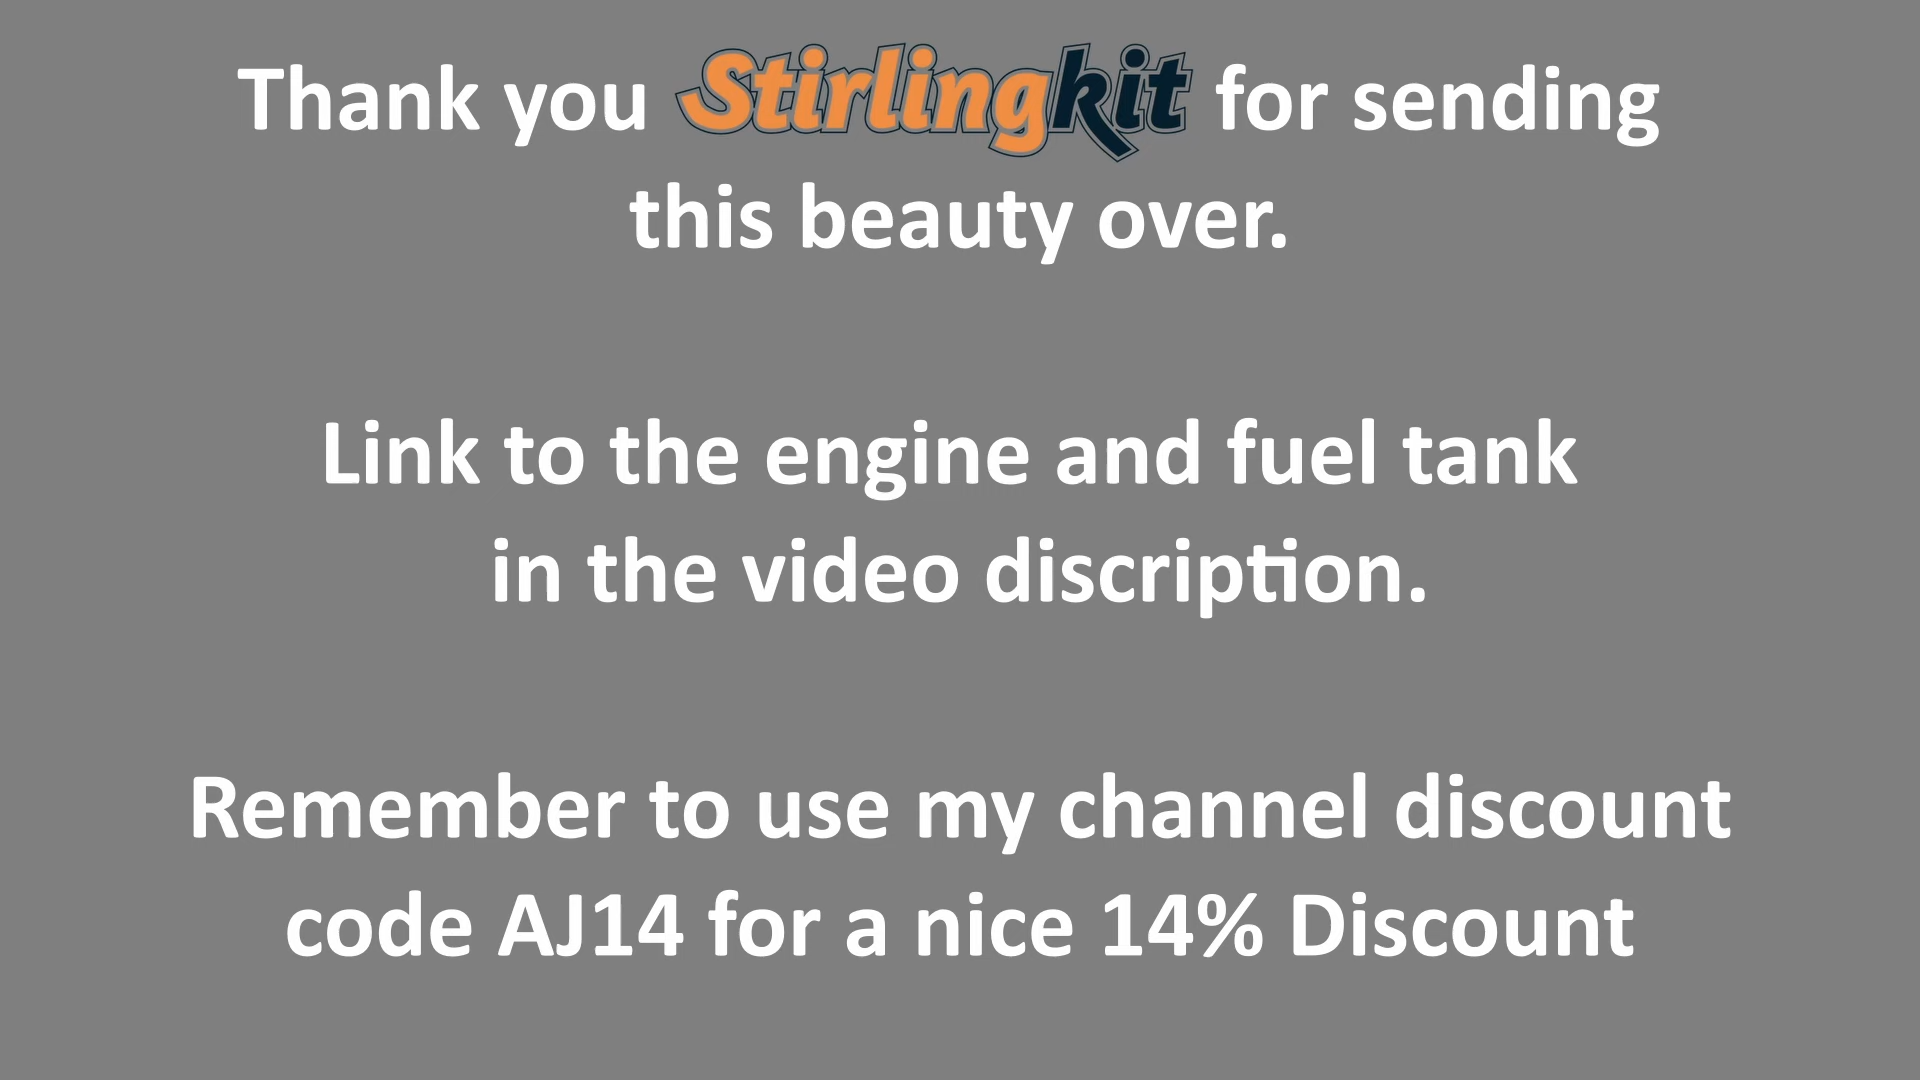 Thank you Stirlingkit for sending
this beauty over.
Link to the engine and fuel tank
in the video discription.
Remember to use my channel discount
code AJ14 for a nice 14% Discount